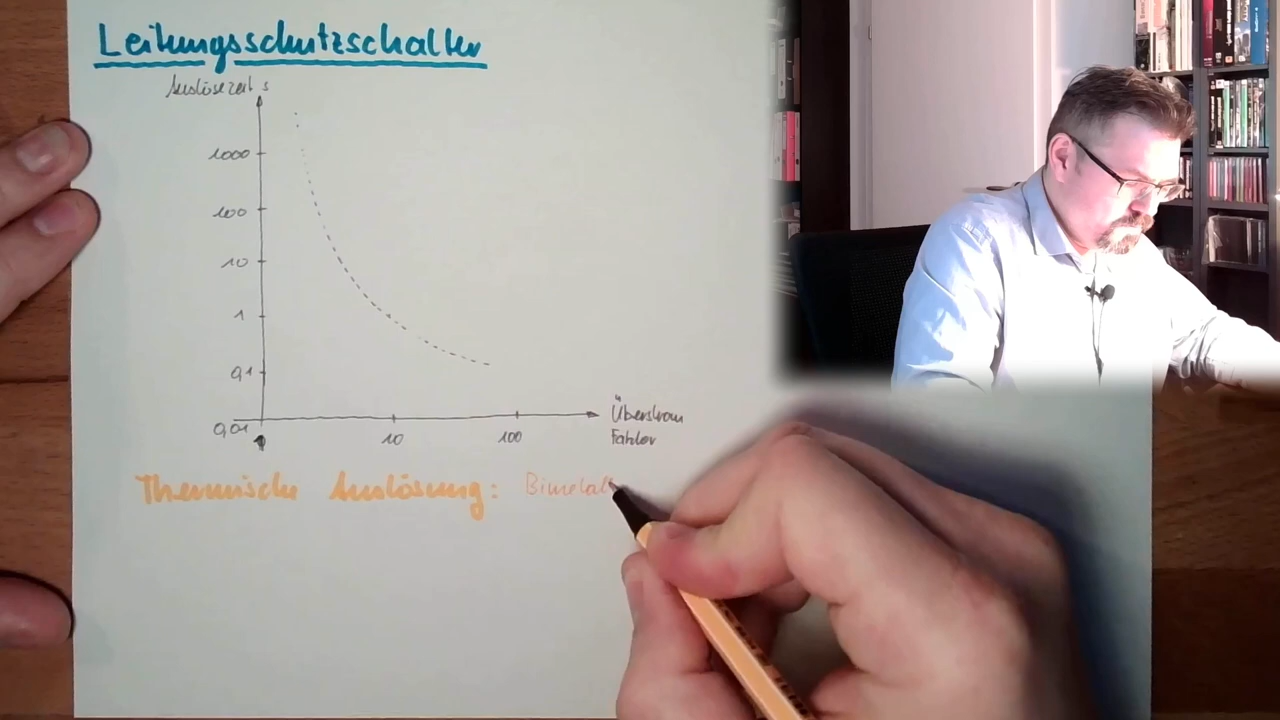 Leitungsschutzschalter
Auslösezeit s
1000
100
10
1
0,1
0,01
10
100
Überstrom
Faktor
Thermische Auslösung: Bimetall